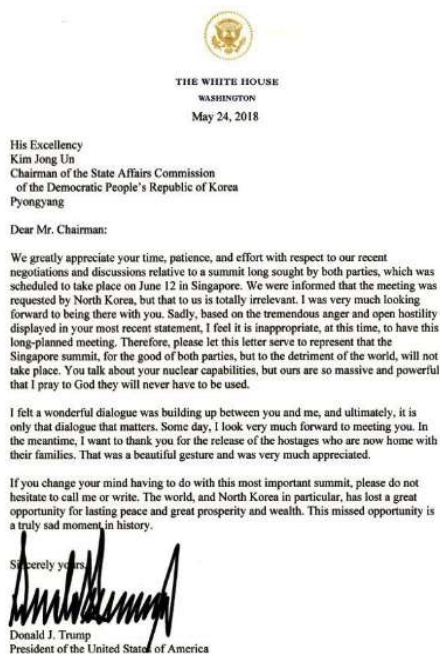 THE WHITE HOUSE
WASHINGTON
May 24, 2018
His Excellency
Kim Jong Un
Chairman of the State Affairs Commission
of the Democratic People's Republic of Korea
Pyongyang
Dear Mr. Chairman:
We greatly appreciate your time, patience, and effort with respect to our recent
negotiations and discussions relative to a summit long sought by both parties, which was
scheduled to take place on June 12 in Singapore. We were informed that the meeting was
requested by North Korea, but that to us is totally irrelevant. I was very much looking
forward to being there with you. Sadly, based on the tremendous anger and open hostility
displayed in your most recent statement, I feel it is inappropriate, at this time, to have this
long-planned meeting. Therefore, please let this letter serve to represent that the
Singapore summit, for the good of both parties, but to the detriment of the world, will not
take place. You talk about your nuclear capabilities, but ours are so massive and powerful
that I pray to God they will never have to be used.
I felt a wonderful dialogue was building up between you and me, and ultimately, it is
only that dialogue that matters. Some day, I look very much forward to meeting you. In
the meantime, I want to thank you for the release of the hostages who are now home with
their families. That was a beautiful gesture and was very much appreciated.
If you change your mind having to do with this most important summit, please do not
hesitate to call me or write. The world, and North Korea in particular, has lost a great
opportunity for lasting peace and great prosperity and wealth. This missed opportunity is
a truly sad moment in history.
Sincerely yours,
Donald J. Trump
President of the United States of America